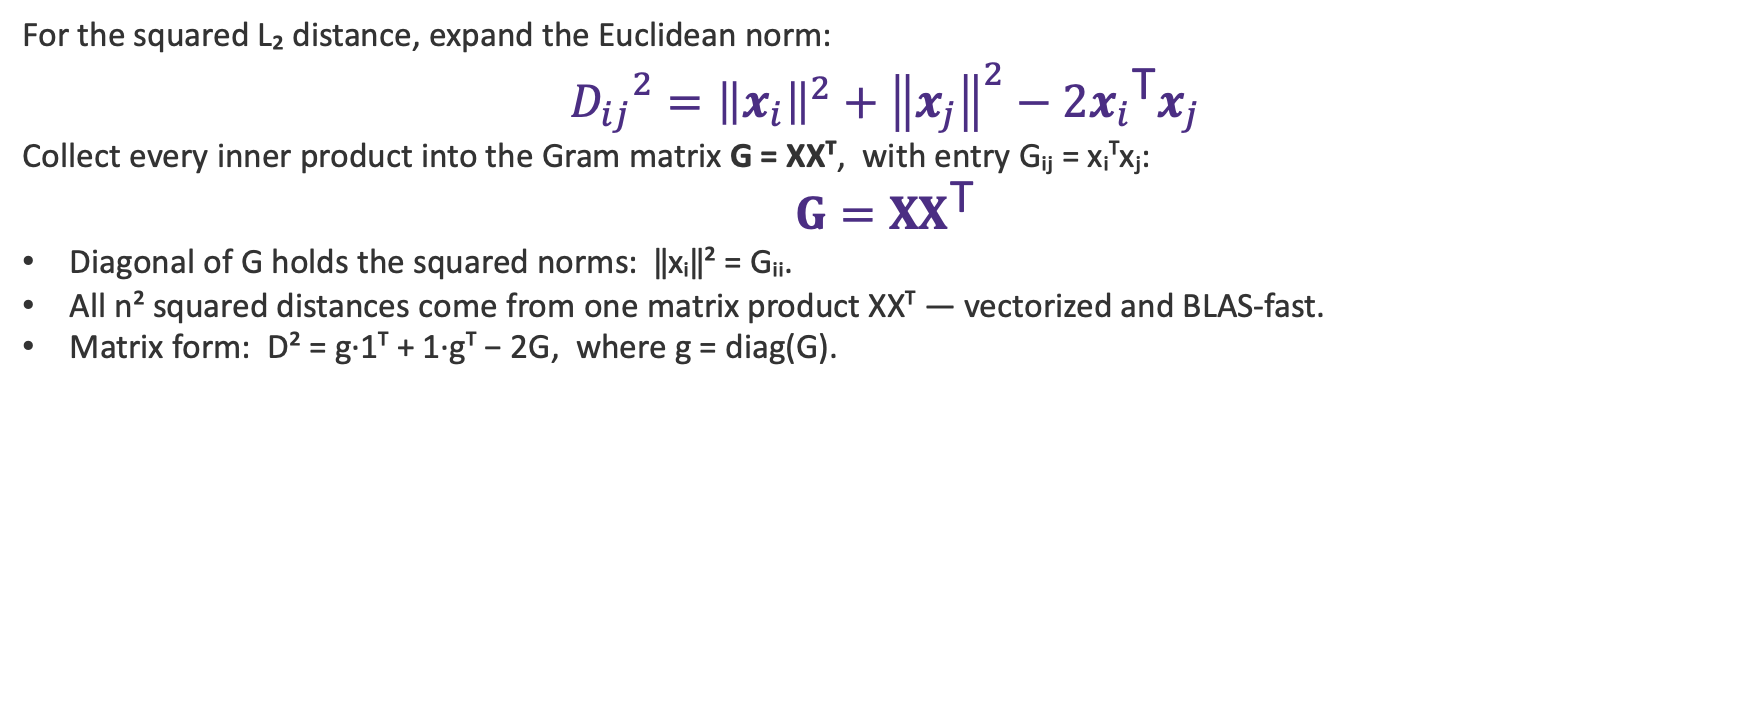 For the squared L₂ distance, expand the Euclidean norm:
Dᵢⱼ² = ‖𝒙ᵢ‖² + ‖𝒙ⱼ‖² − 2𝒙ᵢᵀ𝒙ⱼ
Collect every inner product into the Gram matrix G = XXᵀ, with entry Gᵢⱼ = xᵢᵀxⱼ:
G = XXᵀ
• Diagonal of G holds the squared norms: ‖xᵢ‖² = Gᵢᵢ.
• All n² squared distances come from one matrix product XXᵀ — vectorized and BLAS-fast.
• Matrix form: D² = g·1ᵀ + 1·gᵀ − 2G, where g = diag(G).